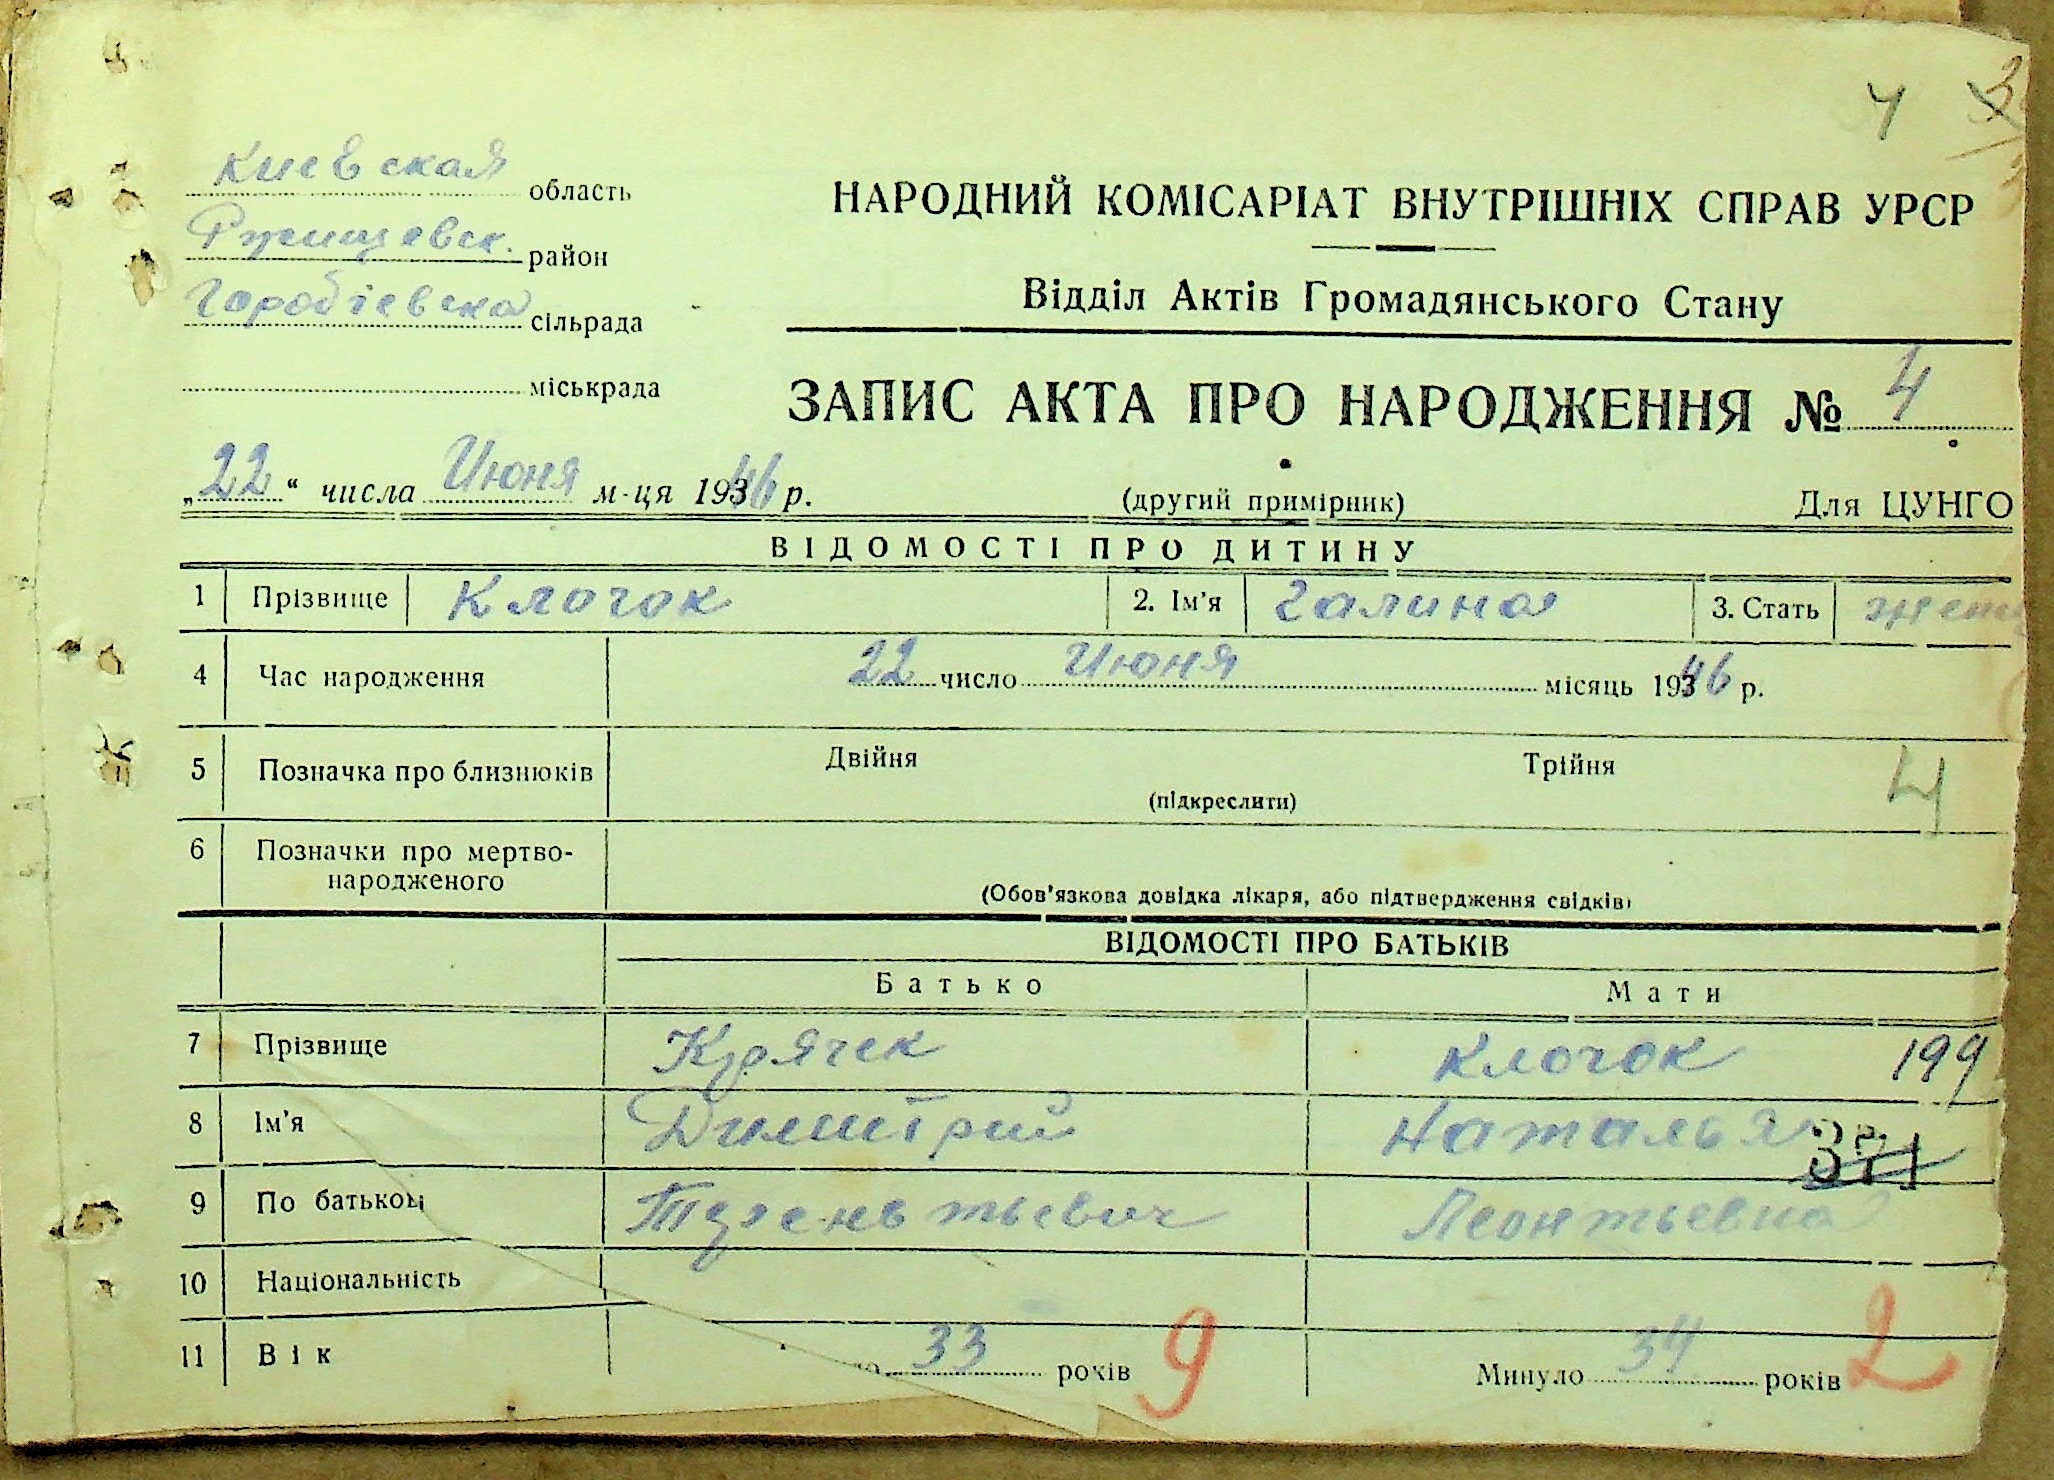 4 3
Киевская область
Ружищевск. район
Горобіевска сільрада
міськрада
НАРОДНИЙ КОМІСАРІАТ ВНУТРІШНІХ СПРАВ УРСР
Відділ Актів Громадянського Стану
ЗАПИС АКТА ПРО НАРОДЖЕННЯ № 4
„22“ числа Июня м-ця 1946 р. (другий примірник) Для ЦУНГО
ВІДОМОСТІ ПРО ДИТИНУ
1 Прізвище Клочок 2. Ім'я Галина 3. Стать жен
4 Час народження 22 число Июня місяць 1946 р.
5 Позначка про близнюків Двійня Трійня 4
(підкреслити)
6 Позначки про мертво-
народженого
(Обов'язкова довідка лікаря, або підтвердження свідків)
ВІДОМОСТІ ПРО БАТЬКІВ
Батько Мати
7 Прізвище Крячек Клочок 199
8 Ім'я Димитрий Наталья
9 По батькові Терентьевич Леонтьевна
10 Національність
11 Вік 33 років 9 Минуло 34 років 2